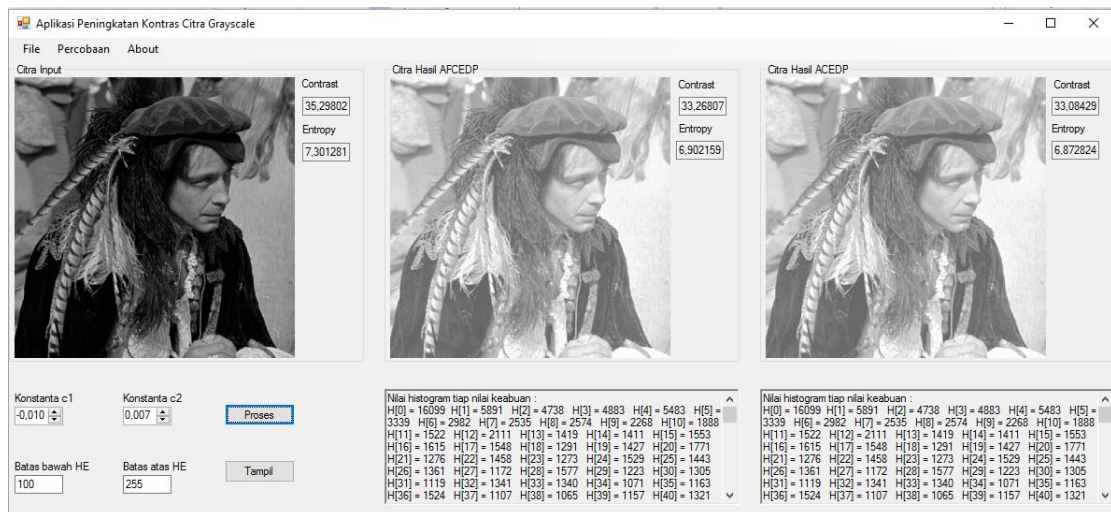 Aplikasi Peningkatan Kontras Citra Grayscale
File Percobaan About
Citra Input
Contrast
35,29802
Entropy
7,301281
Citra Hasil AFCEDP
Contrast
33,26807
Entropy
6,902159
Citra Hasil ACEDP
Contrast
33,08429
Entropy
6,872824
Konstanta c1
-0,010
Konstanta c2
0,007
Proses
Batas bawah HE
100
Batas atas HE
255
Tampil
Nilai histogram tiap nilai keabuan :
H[0] = 16099 H[1] = 5891 H[2] = 4738 H[3] = 4883 H[4] = 5483 H[5] =
3339 H[6] = 2982 H[7] = 2535 H[8] = 2574 H[9] = 2268 H[10] = 1888
H[11] = 1522 H[12] = 2111 H[13] = 1419 H[14] = 1411 H[15] = 1553
H[16] = 1615 H[17] = 1548 H[18] = 1291 H[19] = 1427 H[20] = 1771
H[21] = 1276 H[22] = 1458 H[23] = 1273 H[24] = 1529 H[25] = 1443
H[26] = 1361 H[27] = 1172 H[28] = 1577 H[29] = 1223 H[30] = 1305
H[31] = 1119 H[32] = 1341 H[33] = 1340 H[34] = 1071 H[35] = 1163
H[36] = 1524 H[37] = 1107 H[38] = 1065 H[39] = 1157 H[40] = 1321
Nilai histogram tiap nilai keabuan :
H[0] = 16099 H[1] = 5891 H[2] = 4738 H[3] = 4883 H[4] = 5483 H[5] =
3339 H[6] = 2982 H[7] = 2535 H[8] = 2574 H[9] = 2268 H[10] = 1888
H[11] = 1522 H[12] = 2111 H[13] = 1419 H[14] = 1411 H[15] = 1553
H[16] = 1615 H[17] = 1548 H[18] = 1291 H[19] = 1427 H[20] = 1771
H[21] = 1276 H[22] = 1458 H[23] = 1273 H[24] = 1529 H[25] = 1443
H[26] = 1361 H[27] = 1172 H[28] = 1577 H[29] = 1223 H[30] = 1305
H[31] = 1119 H[32] = 1341 H[33] = 1340 H[34] = 1071 H[35] = 1163
H[36] = 1524 H[37] = 1107 H[38] = 1065 H[39] = 1157 H[40] = 1321